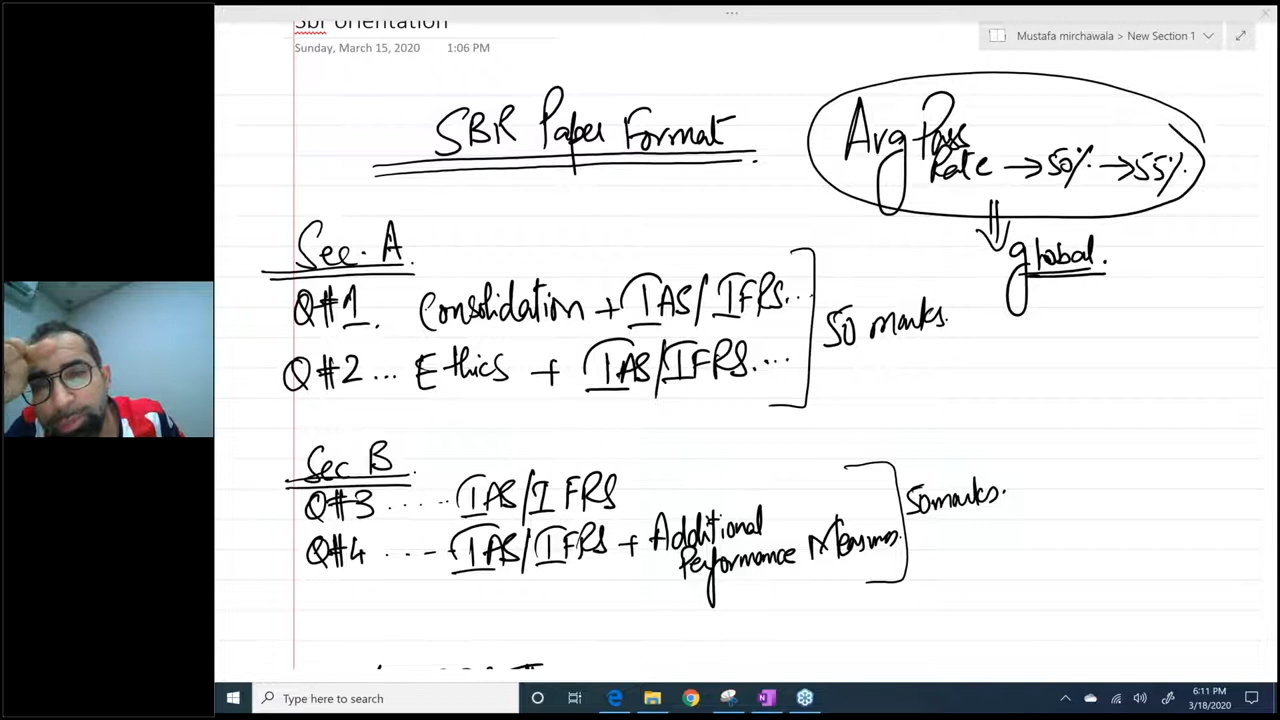 Sbr orientation
Sunday, March 15, 2020 1:06 PM
Mustafa mirchawala > New Section 1
SBR Paper Format
Avg Pass
Rate → 50% → 55%
global.
Sec. A
Q#1. Consolidation + IAS/IFRS...
Q#2 ... Ethics + IAS/IFRS...
50 marks.
Sec B
Q#3 ..... IAS/IFRS
Q#4 ... - IAS/IFRS + Additional
Performance Measures
50 marks.
Type here to search
6:11 PM
3/18/2020